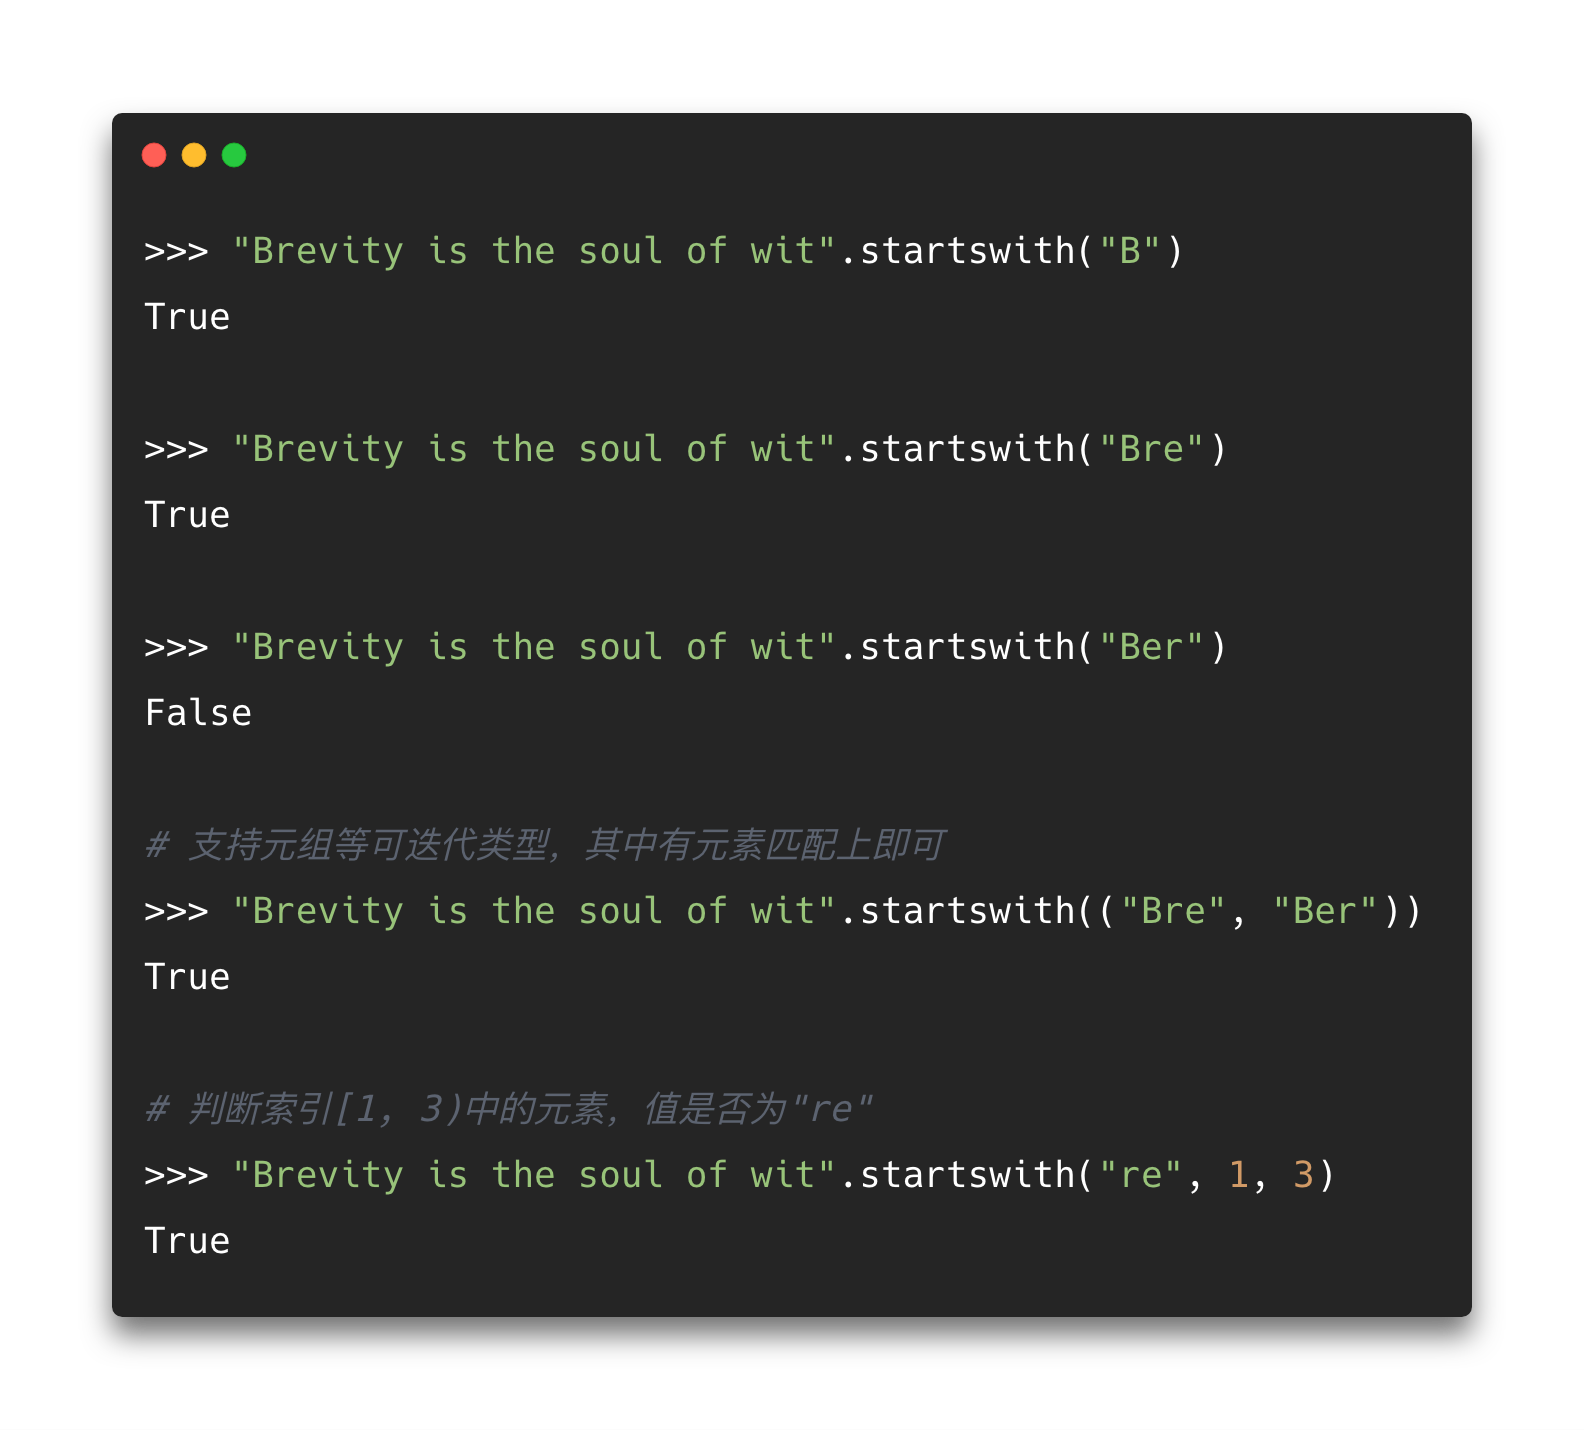 >>> "Brevity is the soul of wit".startswith("B")
True
>>> "Brevity is the soul of wit".startswith("Bre")
True
>>> "Brevity is the soul of wit".startswith("Ber")
False
# 支持元组等可迭代类型，其中有元素匹配上即可
>>> "Brevity is the soul of wit".startswith(("Bre", "Ber"))
True
# 判断索引[1, 3)中的元素，值是否为"re"
>>> "Brevity is the soul of wit".startswith("re", 1, 3)
True